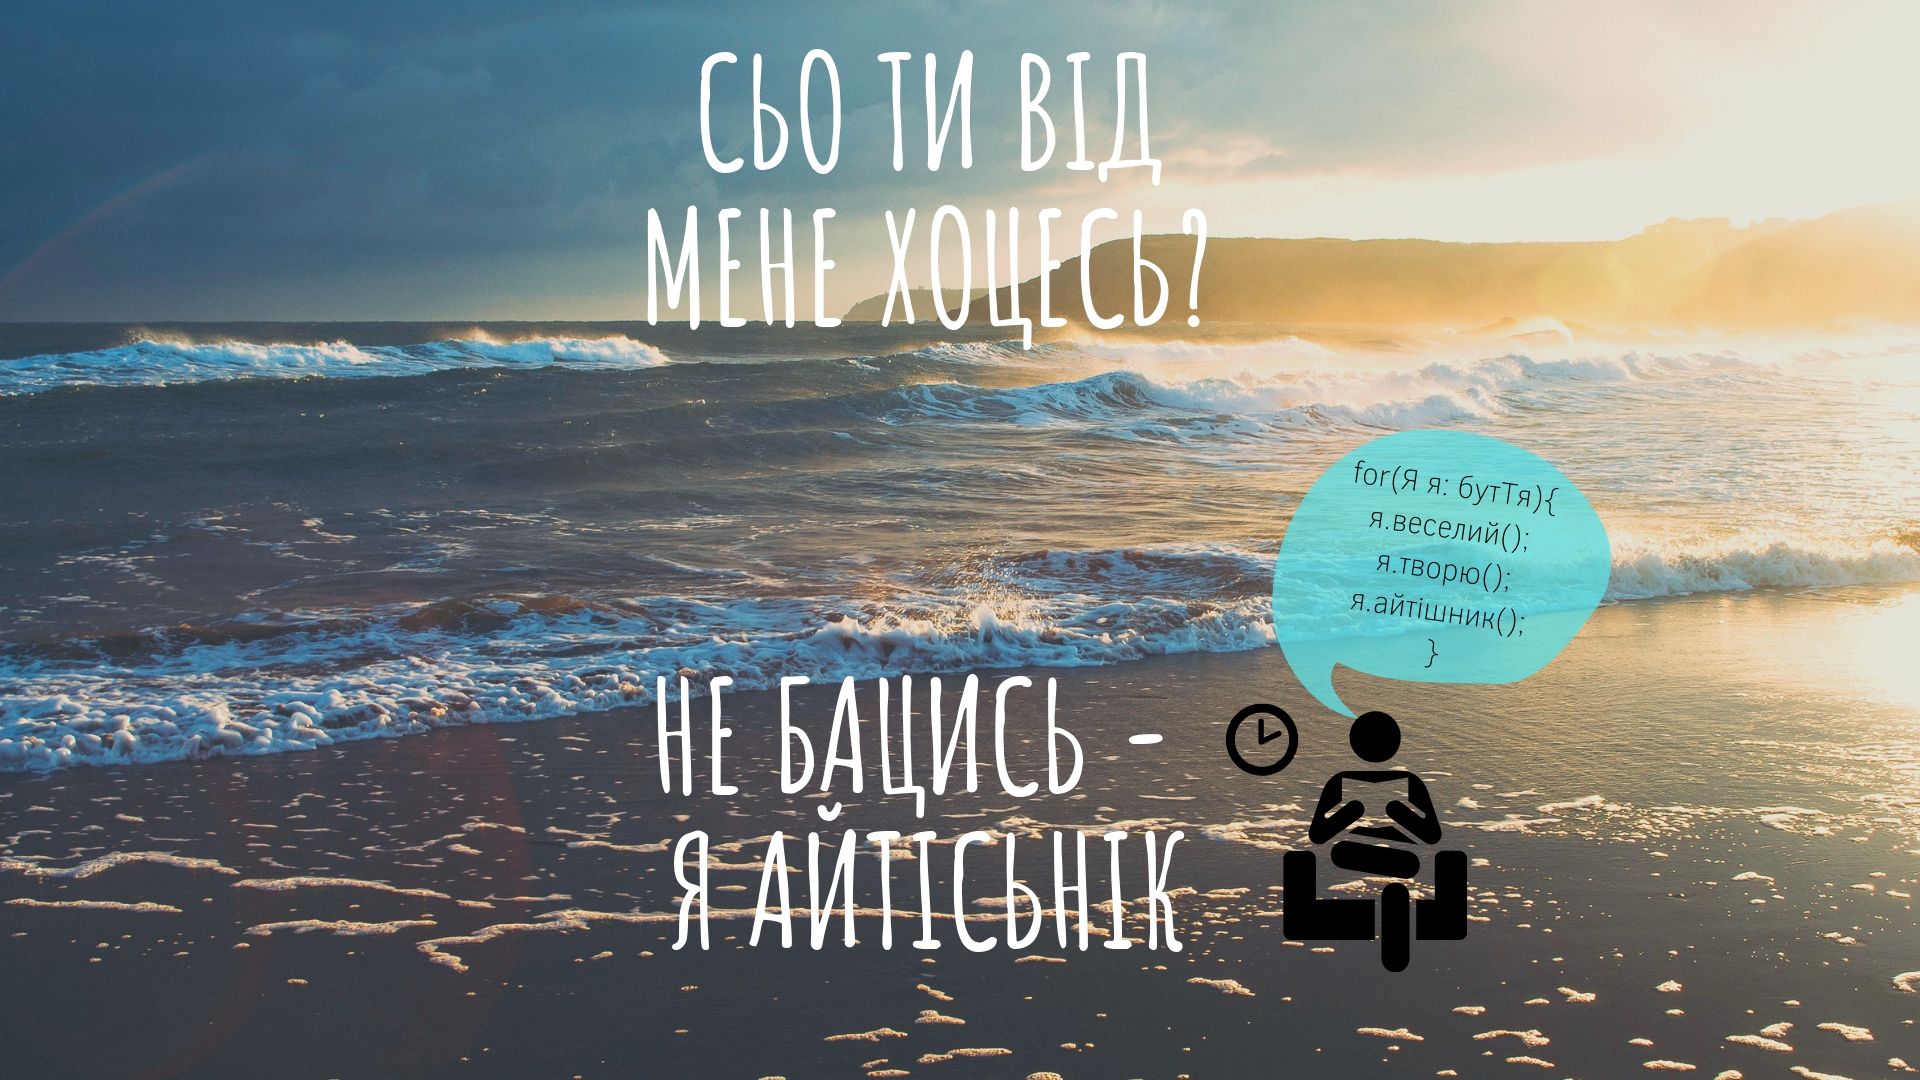 СЬО ТИ ВІД
МЕНЕ ХОЦЕСЬ?
for(Я я: бутТя){
я.веселий();
я.творю();
я.айтішник();
}
НЕ БАЦИСЬ -
Я АЙТІСЬНІК